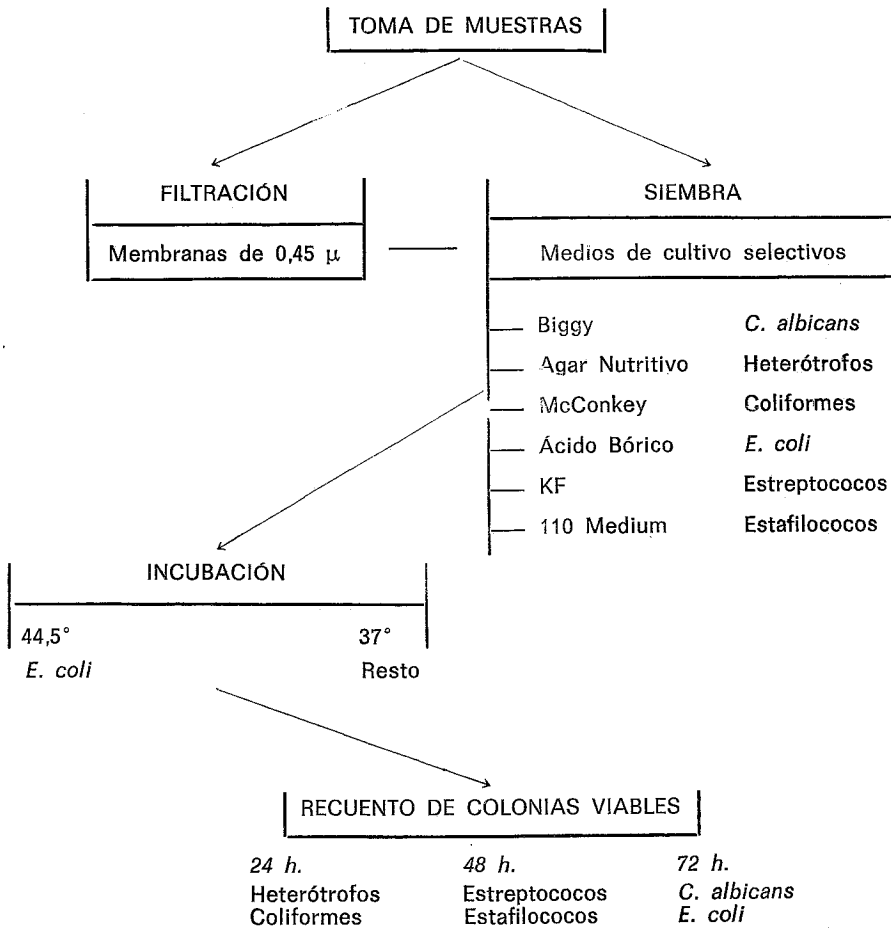 TOMA DE MUESTRAS
FILTRACIÓN
Membranas de 0,45 μ
SIEMBRA
Medios de cultivo selectivos
Biggy C. albicans
Agar Nutritivo Heterótrofos
McConkey Coliformes
Ácido Bórico E. coli
KF Estreptococos
110 Medium Estafilococos
INCUBACIÓN
44,5° 37°
E. coli Resto
RECUENTO DE COLONIAS VIABLES
24 h. 48 h. 72 h.
Heterótrofos Estreptococos C. albicans
Coliformes Estafilococos E. coli